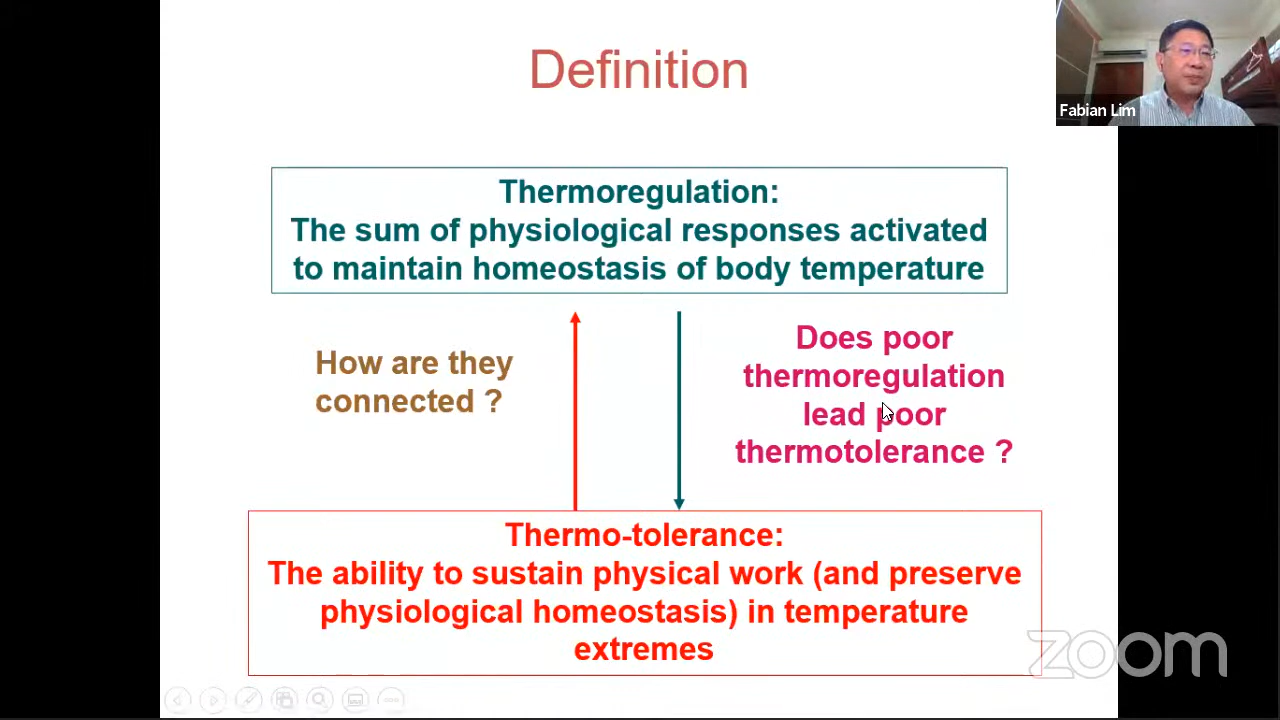 Definition
Fabian Lim
Thermoregulation:
The sum of physiological responses activated
to maintain homeostasis of body temperature
How are they
connected ?
Does poor
thermoregulation
lead poor
thermotolerance ?
Thermo-tolerance:
The ability to sustain physical work (and preserve
physiological homeostasis) in temperature
extremes
zoom